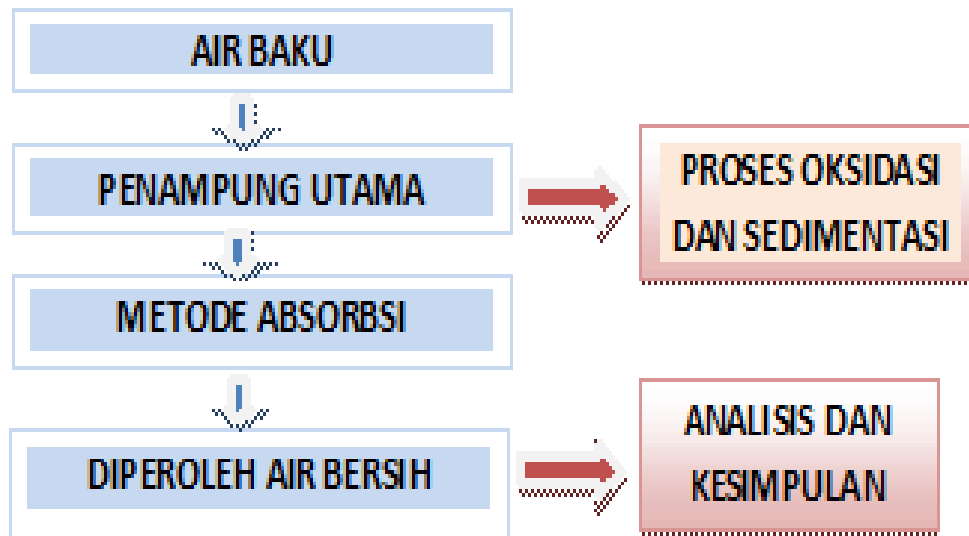 AIR BAKU
PENAMPUNG UTAMA
PROSES OKSIDASI
DAN SEDIMENTASI
METODE ABSORBSI
DIPEROLEH AIR BERSIH
ANALISIS DAN
KESIMPULAN